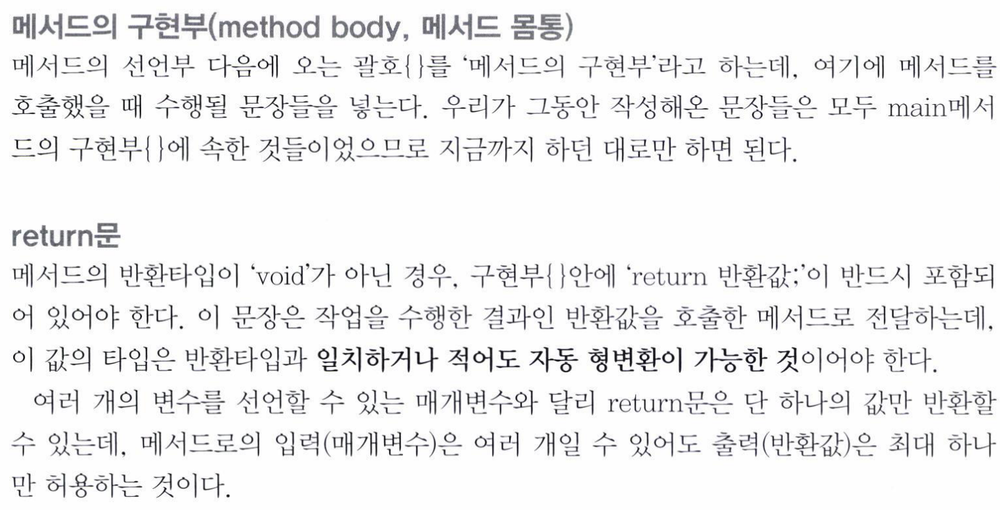 메서드의 구현부(method body, 메서드 몸통)
메서드의 선언부 다음에 오는 괄호{}를 ‘메서드의 구현부’라고 하는데, 여기에 메서드를
호출했을 때 수행될 문장들을 넣는다. 우리가 그동안 작성해온 문장들은 모두 main메서
드의 구현부{}에 속한 것들이었으므로 지금까지 하던 대로만 하면 된다.
return문
메서드의 반환타입이 ‘void’가 아닌 경우, 구현부{}안에 ‘return 반환값;’이 반드시 포함되
어 있어야 한다. 이 문장은 작업을 수행한 결과인 반환값을 호출한 메서드로 전달하는데,
이 값의 타입은 반환타입과 일치하거나 적어도 자동 형변환이 가능한 것이어야 한다.
여러 개의 변수를 선언할 수 있는 매개변수와 달리 return문은 단 하나의 값만 반환할
수 있는데, 메서드로의 입력(매개변수)은 여러 개일 수 있어도 출력(반환값)은 최대 하나
만 허용하는 것이다.